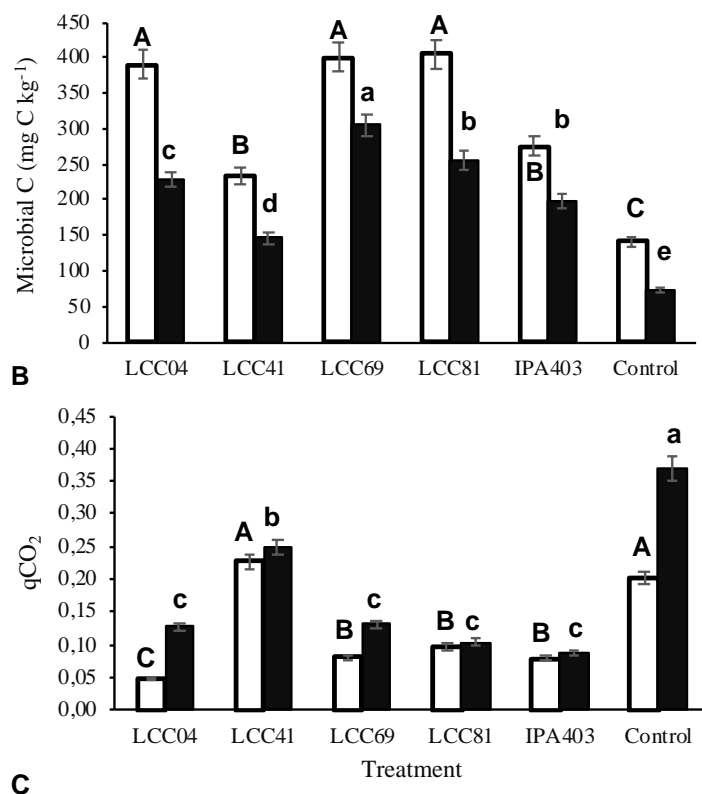 Microbial C (mg C kg⁻¹)
450
400
350
300
250
200
150
100
50
0
A
c
B
d
A
a
A
b
B
b
C
e
LCC04 LCC41 LCC69 LCC81 IPA403 Control
B
qCO₂
0,45
0,40
0,35
0,30
0,25
0,20
0,15
0,10
0,05
0,00
C
c
A
b
B
c
B
c
B
c
A
a
LCC04 LCC41 LCC69 LCC81 IPA403 Control
Treatment
C